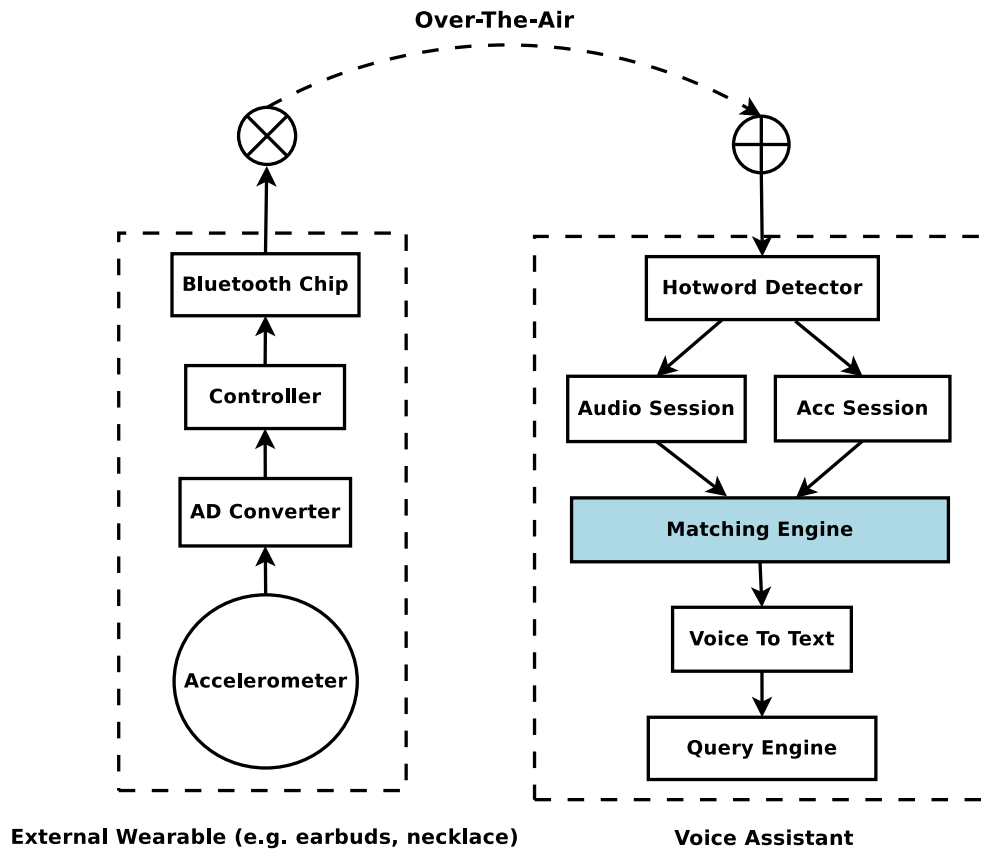 Over-The-Air
Bluetooth Chip
Controller
AD Converter
Accelerometer
External Wearable (e.g. earbuds, necklace)
Hotword Detector
Audio Session
Acc Session
Matching Engine
Voice To Text
Query Engine
Voice Assistant